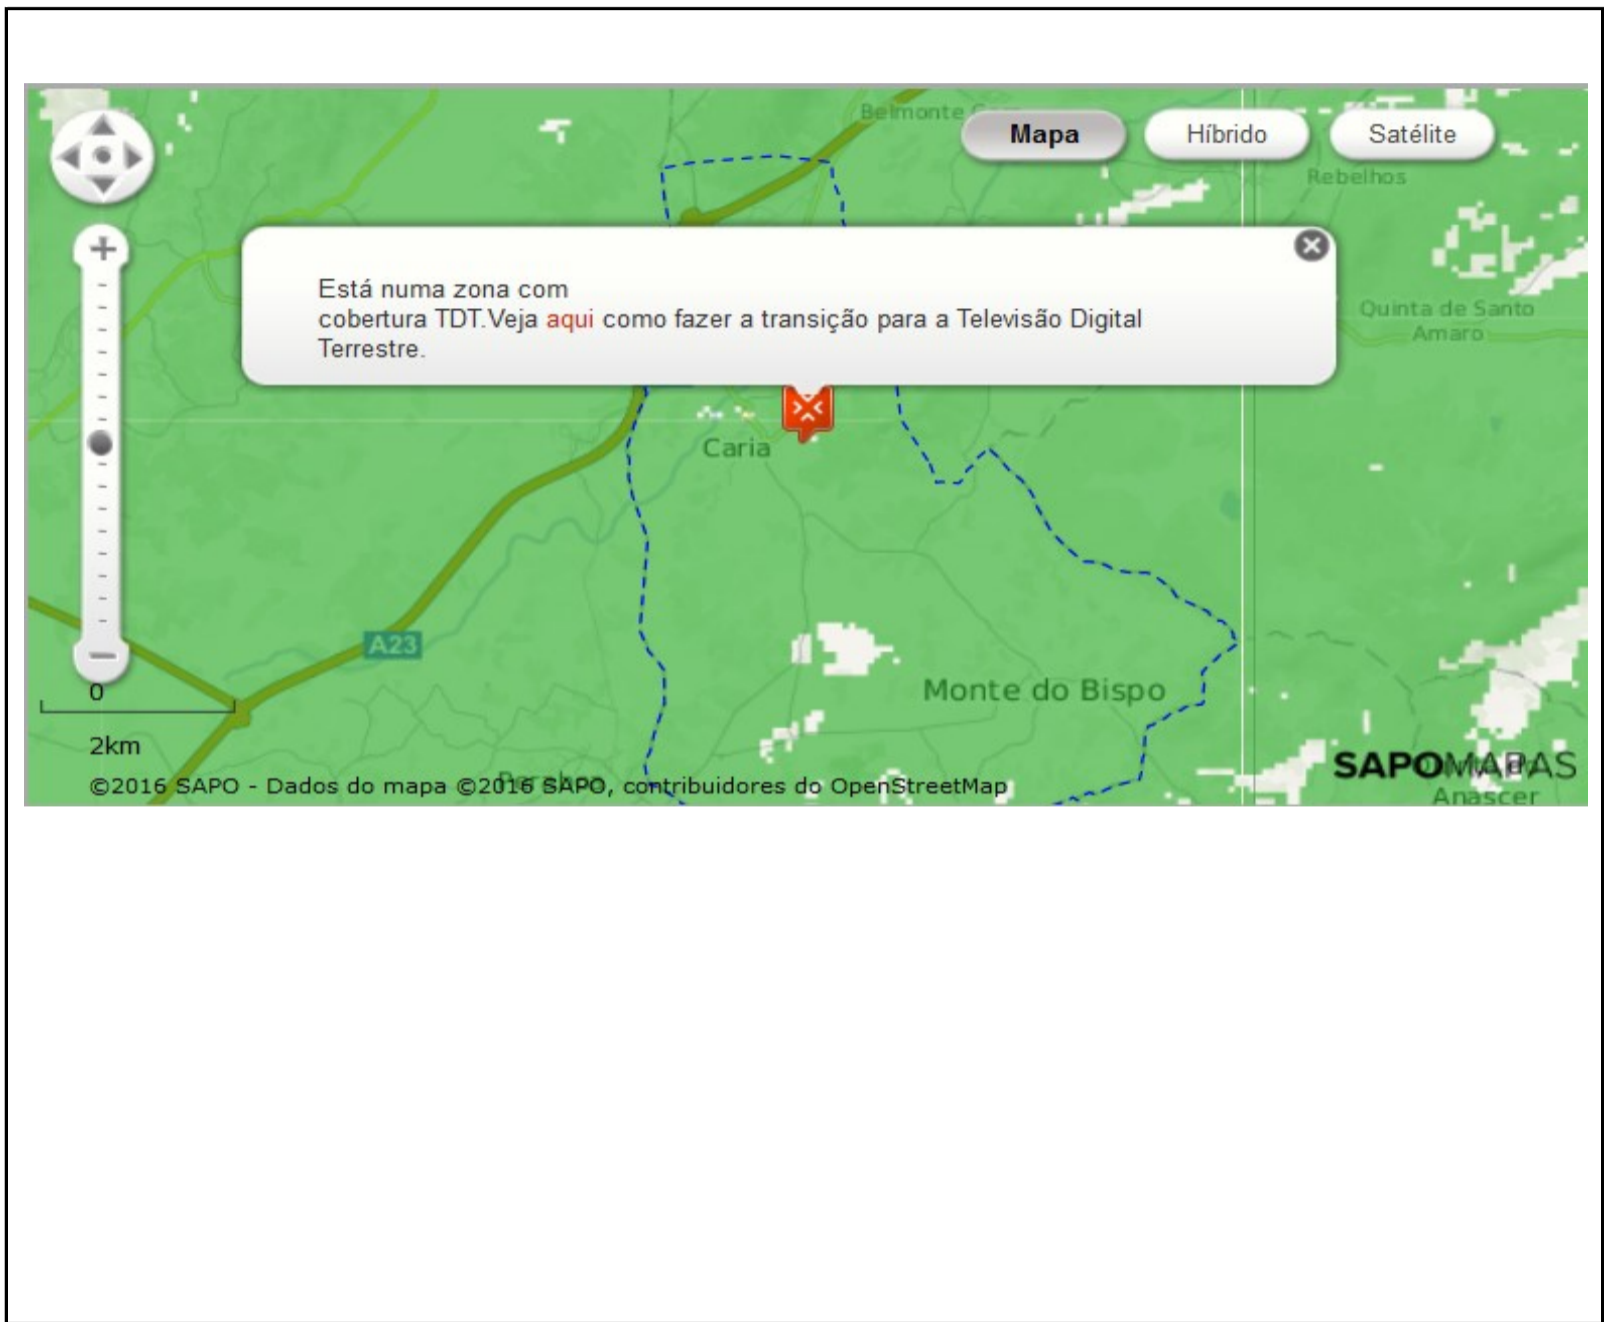 Belmonte
Mapa
Híbrido
Satélite
Rebelhos
Está numa zona com
cobertura TDT.Veja aqui como fazer a transição para a Televisão Digital
Terrestre.
Quinta de Santo
Amaro
Caria
A23
Monte do Bispo
0
2km
SAPOMAPAS
Anascer
©2016 SAPO - Dados do mapa ©2016 SAPO, contribuidores do OpenStreetMap